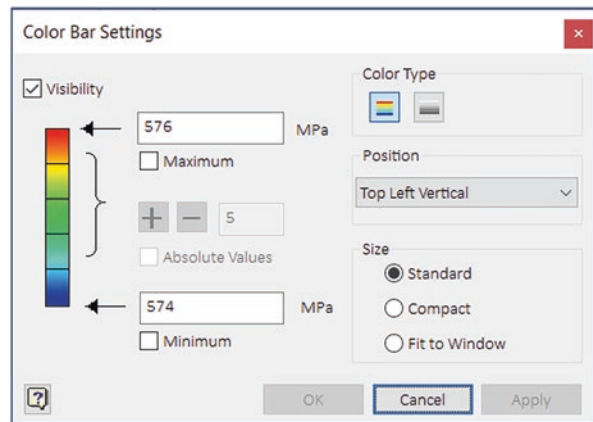 Color Bar Settings
Visibility
576 MPa
Maximum
5
Absolute Values
574 MPa
Minimum
Color Type
Position
Top Left Vertical
Size
Standard
Compact
Fit to Window
OK Cancel Apply